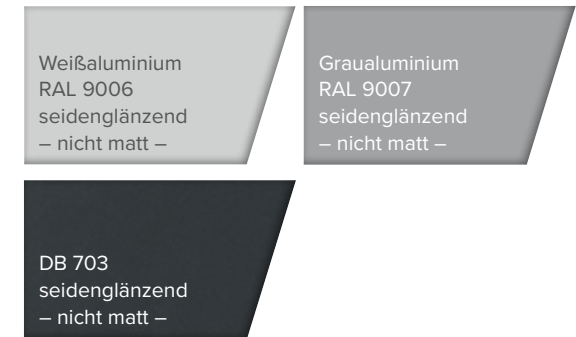 Weißaluminium
RAL 9006
seidenglänzend
– nicht matt –
Graualuminium
RAL 9007
seidenglänzend
– nicht matt –
DB 703
seidenglänzend
– nicht matt –